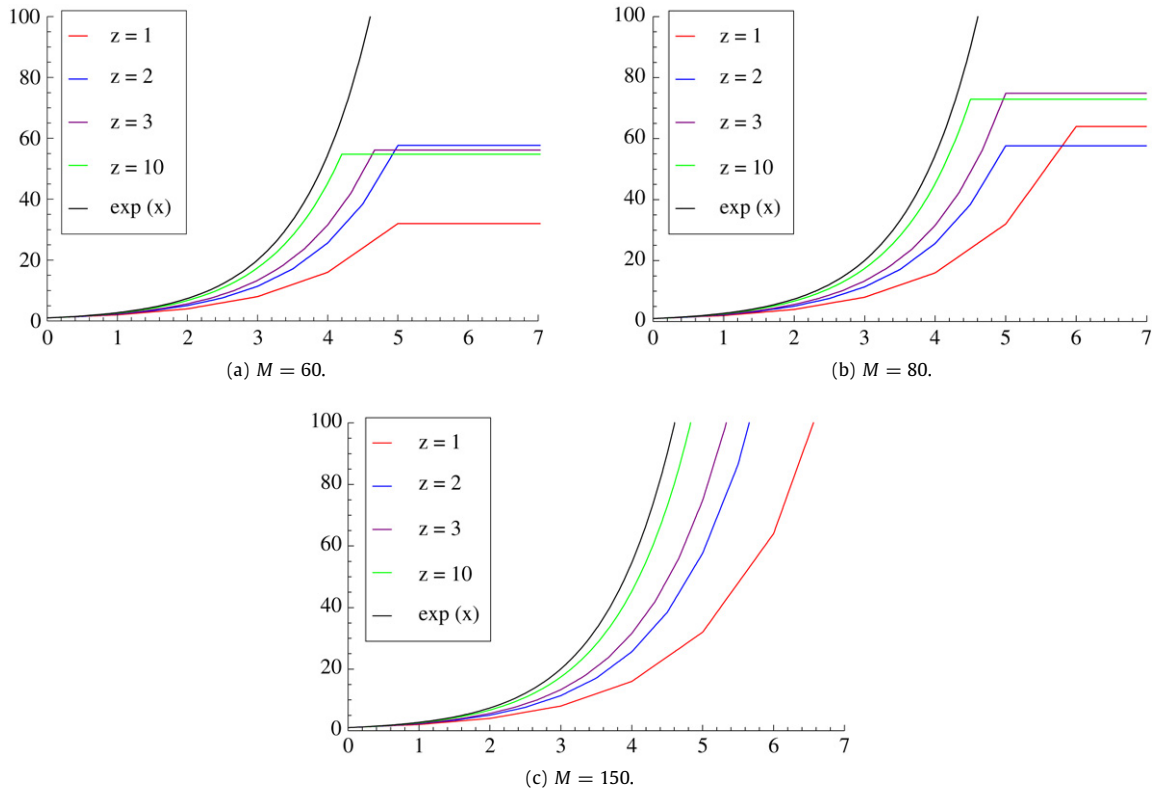 100
80
60
40
20
0
z = 1
z = 2
z = 3
z = 10
exp (x)
0 1 2 3 4 5 6 7
(a) M = 60.
100
80
60
40
20
0
z = 1
z = 2
z = 3
z = 10
exp (x)
0 1 2 3 4 5 6 7
(b) M = 80.
100
80
60
40
20
0
z = 1
z = 2
z = 3
z = 10
exp (x)
0 1 2 3 4 5 6 7
(c) M = 150.